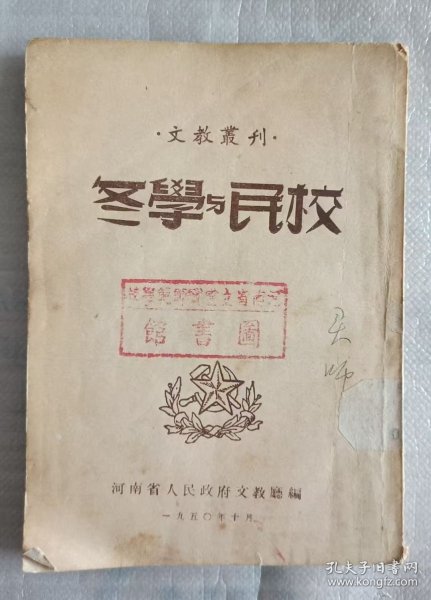 ·文教叢刊·
冬學与民校
圖書館
河南省人民政府文教廳編
一九五〇年十月
孔夫子旧书网
www.kongfz.com